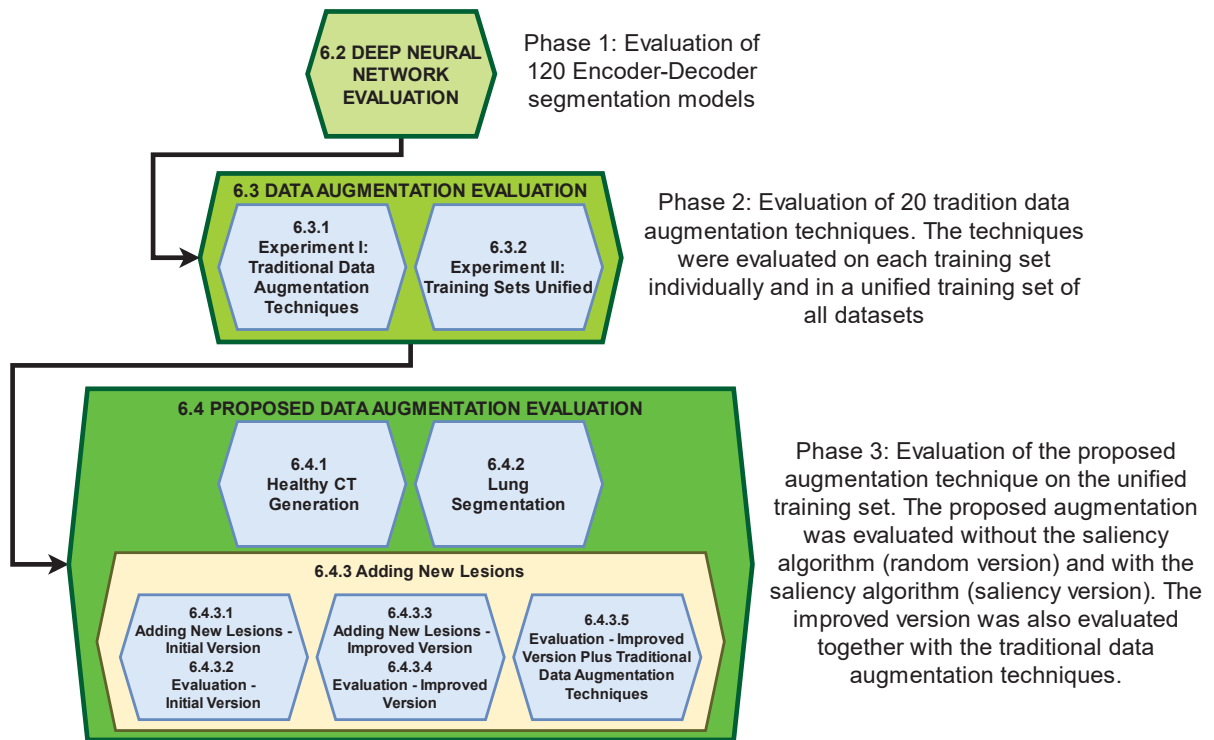 6.2 DEEP NEURAL
NETWORK
EVALUATION
Phase 1: Evaluation of
120 Encoder-Decoder
segmentation models
6.3 DATA AUGMENTATION EVALUATION
6.3.1
Experiment I:
Traditional Data
Augmentation
Techniques
6.3.2
Experiment II:
Training Sets Unified
Phase 2: Evaluation of 20 tradition data
augmentation techniques. The techniques
were evaluated on each training set
individually and in a unified training set of
all datasets
6.4 PROPOSED DATA AUGMENTATION EVALUATION
6.4.1
Healthy CT
Generation
6.4.2
Lung
Segmentation
6.4.3 Adding New Lesions
6.4.3.1
Adding New Lesions -
Initial Version
6.4.3.2
Evaluation -
Initial Version
6.4.3.3
Adding New Lesions -
Improved Version
6.4.3.4
Evaluation - Improved
Version
6.4.3.5
Evaluation - Improved
Version Plus Traditional
Data Augmentation
Techniques
Phase 3: Evaluation of the proposed
augmentation technique on the unified
training set. The proposed augmentation
was evaluated without the saliency
algorithm (random version) and with the
saliency algorithm (saliency version). The
improved version was also evaluated
together with the traditional data
augmentation techniques.